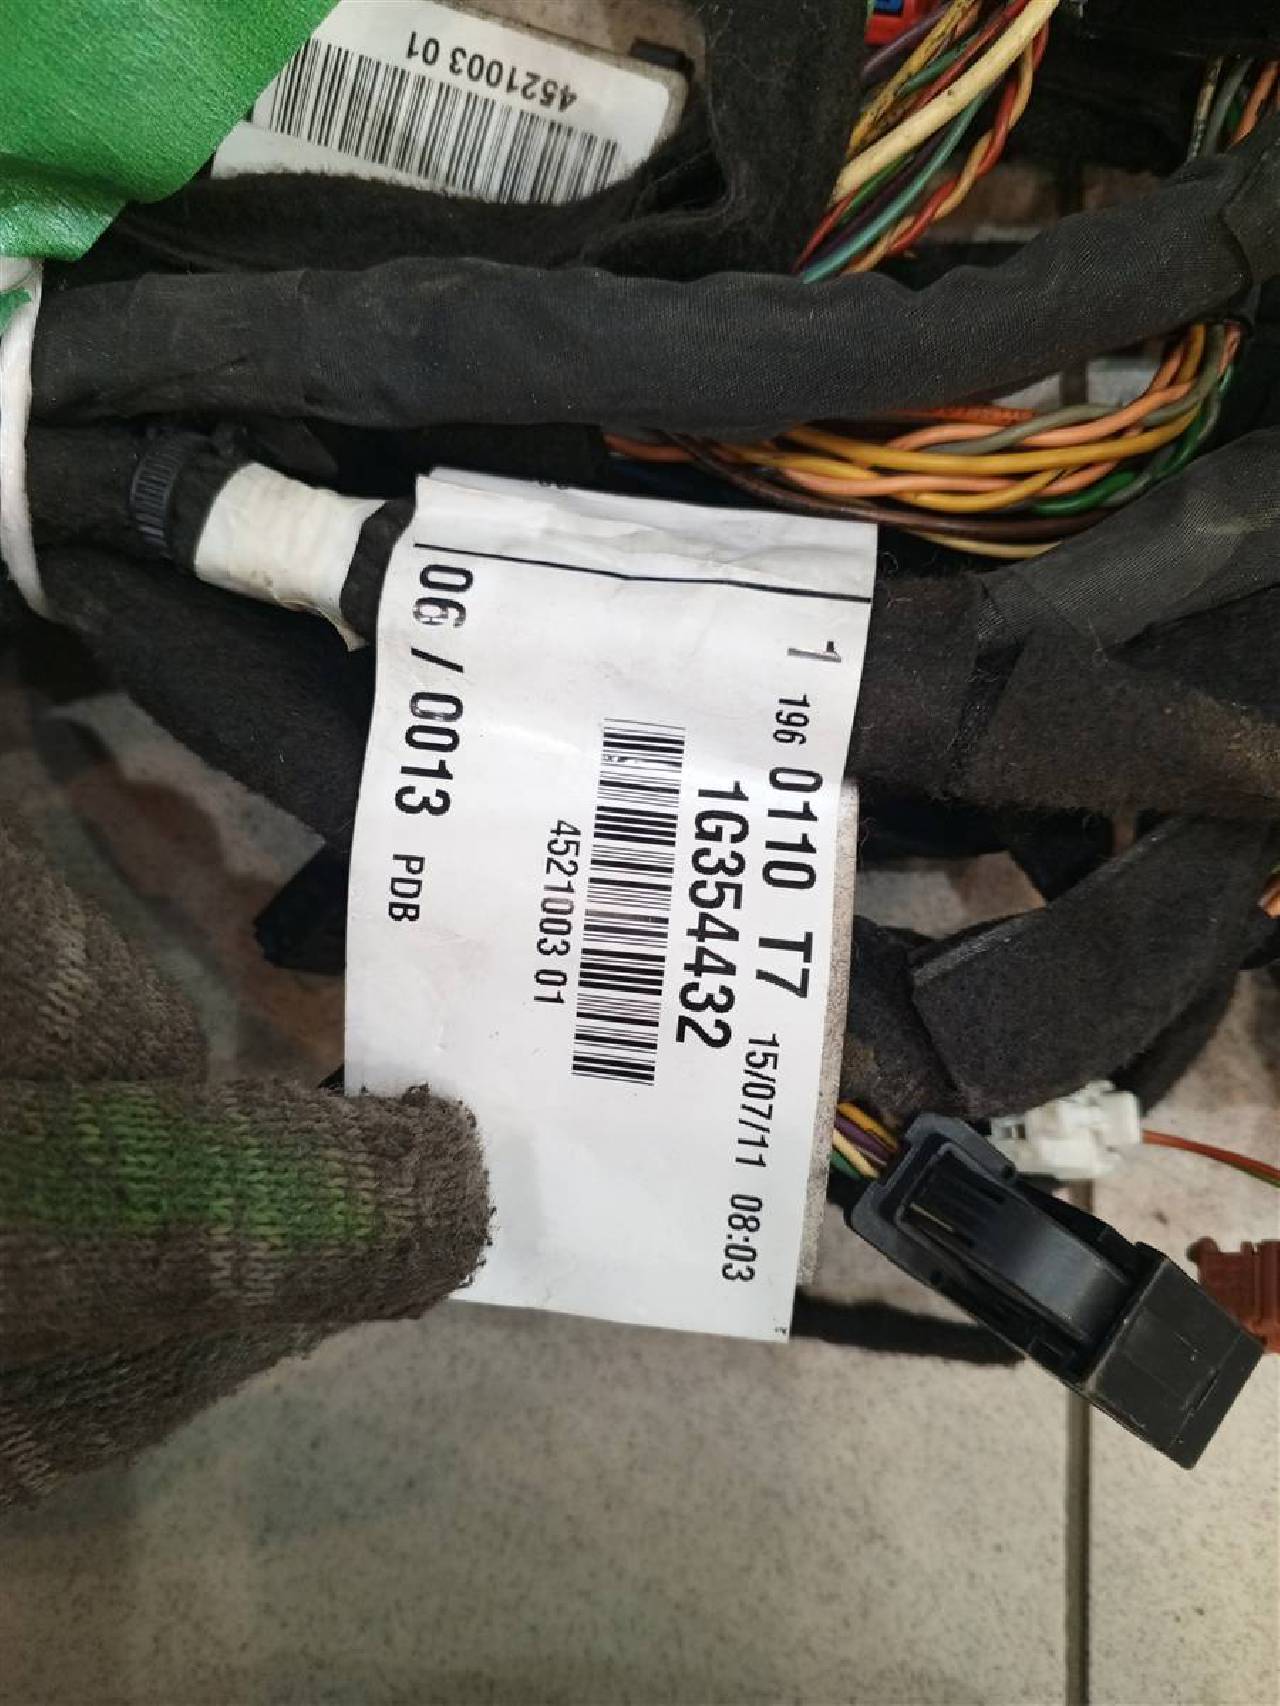 4521003 01
1 196 0110 T7 15/07/11 08:03
1G354432
4521003 01
06 / 0013 PDB